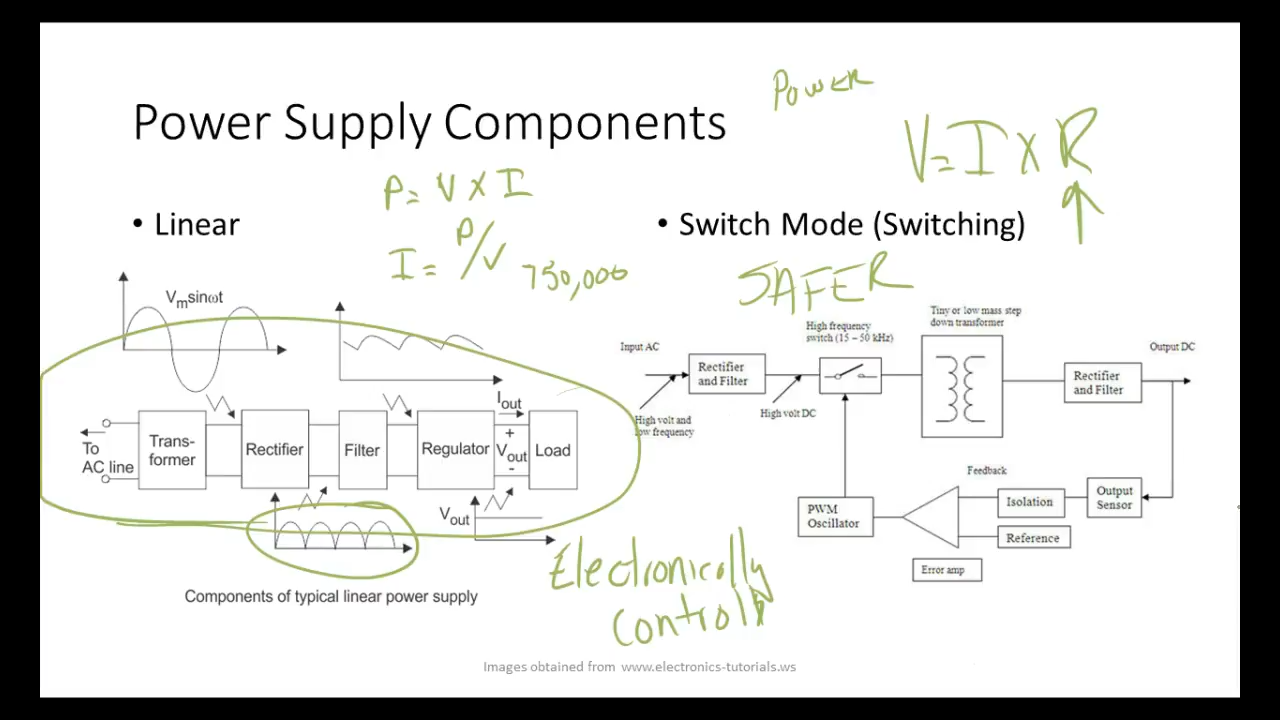 Power
Power Supply Components
V = I x R
P = V x I
• Linear
• Switch Mode (Switching)
I = P/V
750,000
SAFER
Vmsinωt
Iout
To
AC line
Trans-
former
Rectifier
Filter
Regulator
+
Vout
-
Load
Vout
Components of typical linear power supply
Electronically
Controll
Input AC
High volt and
low frequency
Rectifier
and Filter
High volt DC
High frequency
switch (15 – 50 kHz)
Tiny or low mass step
down transformer
Rectifier
and Filter
Output DC
Feedback
PWM
Oscillator
Isolation
Output
Sensor
Reference
Error amp
Images obtained from www.electronics-tutorials.ws